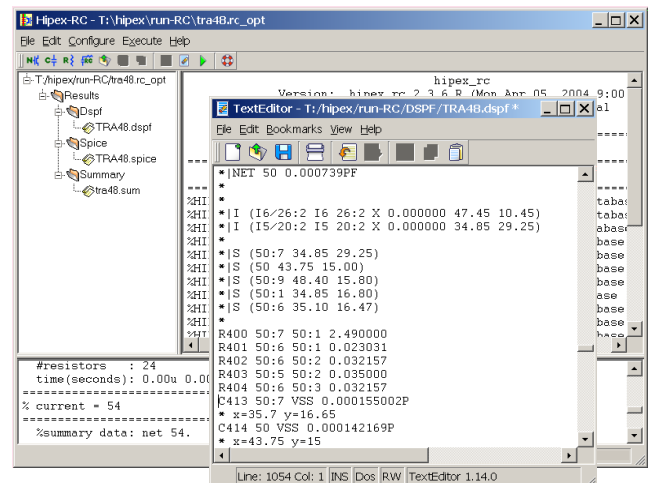 Hipex-RC - T:\hipex\run-RC\tra48.rc_opt
File Edit Configure Execute Help
T:/hipex/run-RC/tra48.rc_opt
Results
Dspf
TRA48.dspf
Spice
TRA48.spice
Summary
tra48.sum
hipex_rc
Version: hipex_rc 2.3.6.R (Mon Apr 05 2004 9:00
TextEditor - T:/hipex/run-RC/DSPF/TRA48.dspf *
File Edit Bookmarks View Help
*|NET 50 0.000739PF
*
*
*|I (I6/26:2 I6 26:2 X 0.000000 47.45 10.45)
*|I (I5/20:2 I5 20:2 X 0.000000 34.85 29.25)
*
*|S (50:7 34.85 29.25)
*|S (50 43.75 15.00)
*|S (50:9 48.40 15.80)
*|S (50:1 34.85 16.80)
*|S (50:6 35.10 16.47)
*
R400 50:7 50:1 2.490000
R401 50:6 50:1 0.023031
R402 50:6 50:2 0.032157
R403 50:5 50:2 0.035000
R404 50:6 50:3 0.032157
C413 50:7 VSS 0.000155002P
* x=35.7 y=16.65
C414 50 VSS 0.000142169P
* x=43.75 y=15
Line: 1054 Col: 1 INS Dos RW TextEditor 1.14.0
#resistors : 24
time(seconds): 0.00u 0.00
% current = 54
%summary data: net 54.